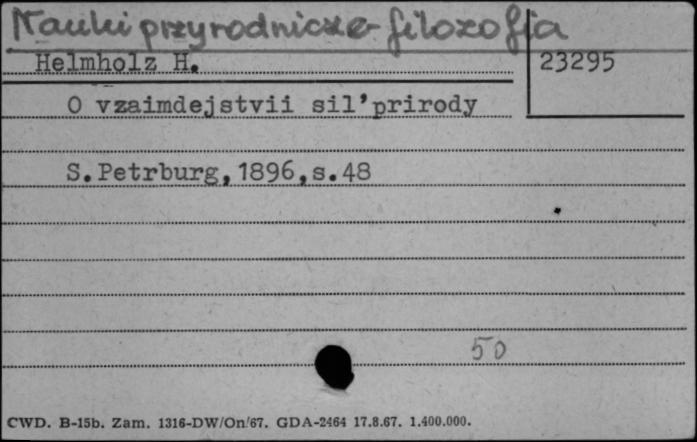 Nauki przyrodnicze-filozofia
Helmholz H. 23295
O vzaimdejstvii sil'prirody
S.Petrburg,1896,s.48
50
CWD. B-15b. Zam. 1316-DW/On/67. GDA-2464 17.8.67. 1.400.000.